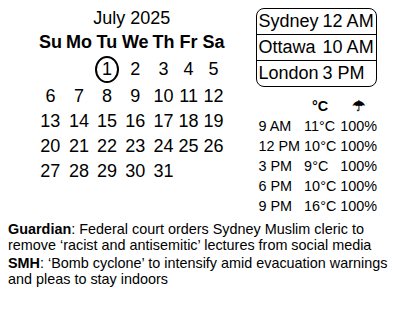 July 2025
Su Mo Tu We Th Fr Sa
1 2 3 4 5
6 7 8 9 10 11 12
13 14 15 16 17 18 19
20 21 22 23 24 25 26
27 28 29 30 31
Sydney 12 AM
Ottawa 10 AM
London 3 PM
°C ☂
9 AM 11°C 100%
12 PM 10°C 100%
3 PM 9°C 100%
6 PM 10°C 100%
9 PM 16°C 100%
Guardian: Federal court orders Sydney Muslim cleric to
remove ‘racist and antisemitic’ lectures from social media
SMH: ‘Bomb cyclone’ to intensify amid evacuation warnings
and pleas to stay indoors